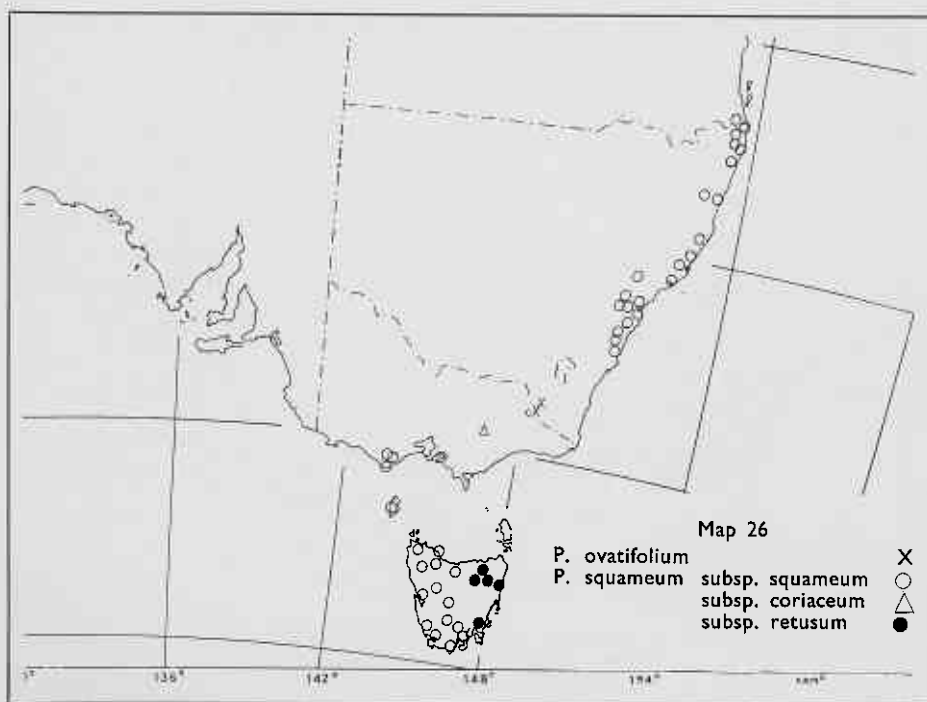 Map 26
P. ovatifolium X
P. squameum subsp. squameum ○
subsp. coriaceum △
subsp. retusum ●
136° 142° 148° 154°